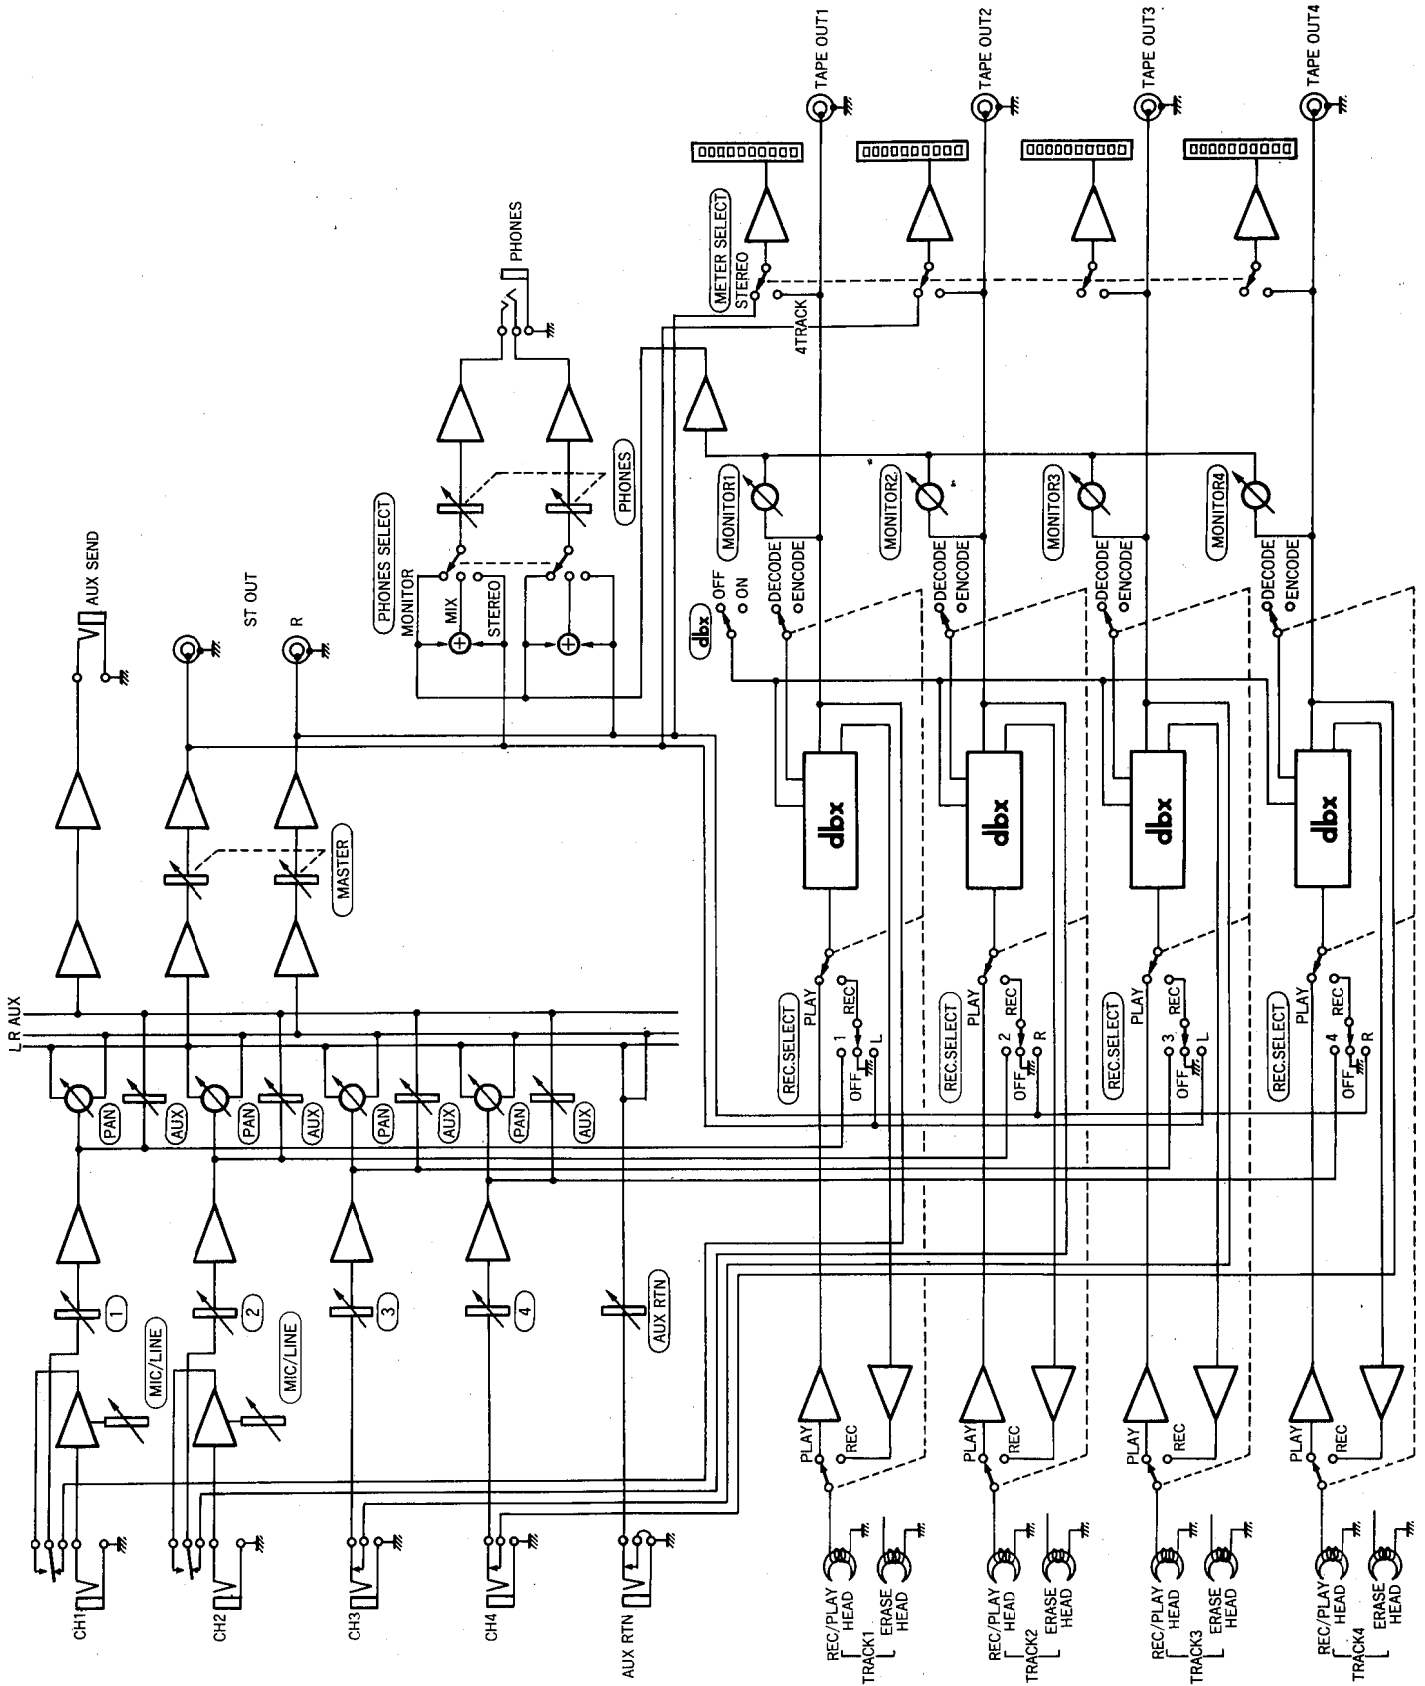 TAPE OUT1
TAPE OUT2
TAPE OUT3
TAPE OUT4
METER SELECT
STEREO
4TRACK
PHONES
PHONES SELECT
MONITOR
MIX
STEREO
PHONES
AUX SEND
ST OUT
R
MASTER
L R AUX
MONITOR1
MONITOR2
MONITOR3
MONITOR4
dbx
OFF
ON
DECODE
ENCODE
DECODE
ENCODE
DECODE
ENCODE
DECODE
ENCODE
dbx
dbx
dbx
dbx
PAN
AUX
PAN
AUX
PAN
AUX
PAN
AUX
REC.SELECT
PLAY
REC
1
OFF
L
REC.SELECT
PLAY
REC
2
OFF
R
REC.SELECT
PLAY
REC
3
OFF
L
REC.SELECT
PLAY
REC
4
OFF
R
1
MIC/LINE
2
MIC/LINE
3
4
AUX RTN
PLAY
REC
PLAY
REC
PLAY
REC
PLAY
REC
CH1
CH2
CH3
CH4
AUX RTN
REC/PLAY
HEAD
ERASE
HEAD
TRACK1
REC/PLAY
HEAD
ERASE
HEAD
TRACK2
REC/PLAY
HEAD
ERASE
HEAD
TRACK3
REC/PLAY
HEAD
ERASE
HEAD
TRACK4